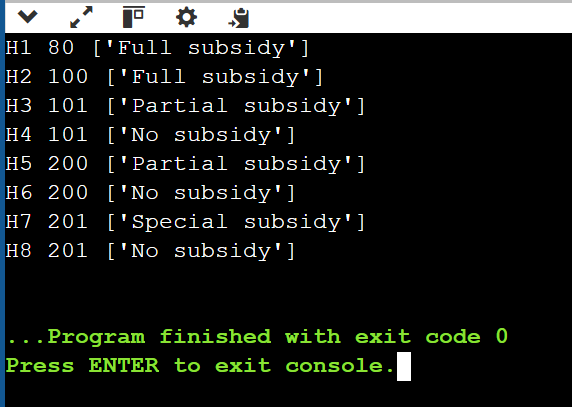 H1 80 ['Full subsidy']
H2 100 ['Full subsidy']
H3 101 ['Partial subsidy']
H4 101 ['No subsidy']
H5 200 ['Partial subsidy']
H6 200 ['No subsidy']
H7 201 ['Special subsidy']
H8 201 ['No subsidy']
...Program finished with exit code 0
Press ENTER to exit console.